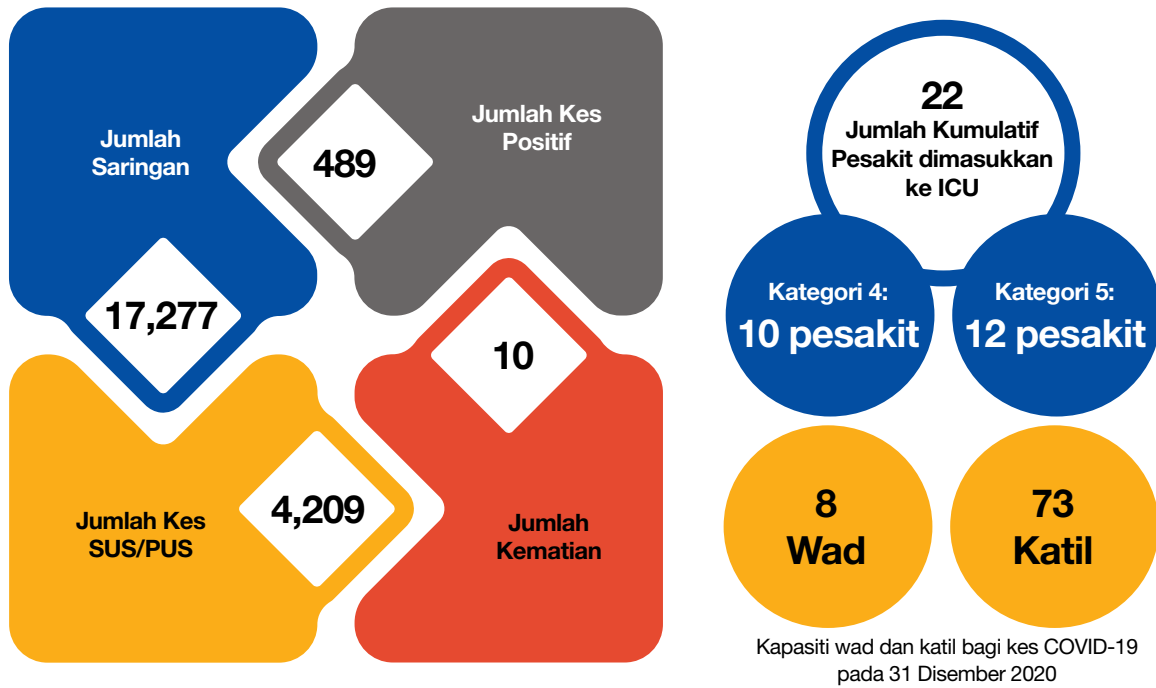 Jumlah
Saringan
17,277
489
Jumlah Kes
Positif
Jumlah Kes
SUS/PUS
4,209
10
Jumlah
Kematian
22
Jumlah Kumulatif
Pesakit dimasukkan
ke ICU
Kategori 4:
10 pesakit
Kategori 5:
12 pesakit
8
Wad
73
Katil
Kapasiti wad dan katil bagi kes COVID-19
pada 31 Disember 2020